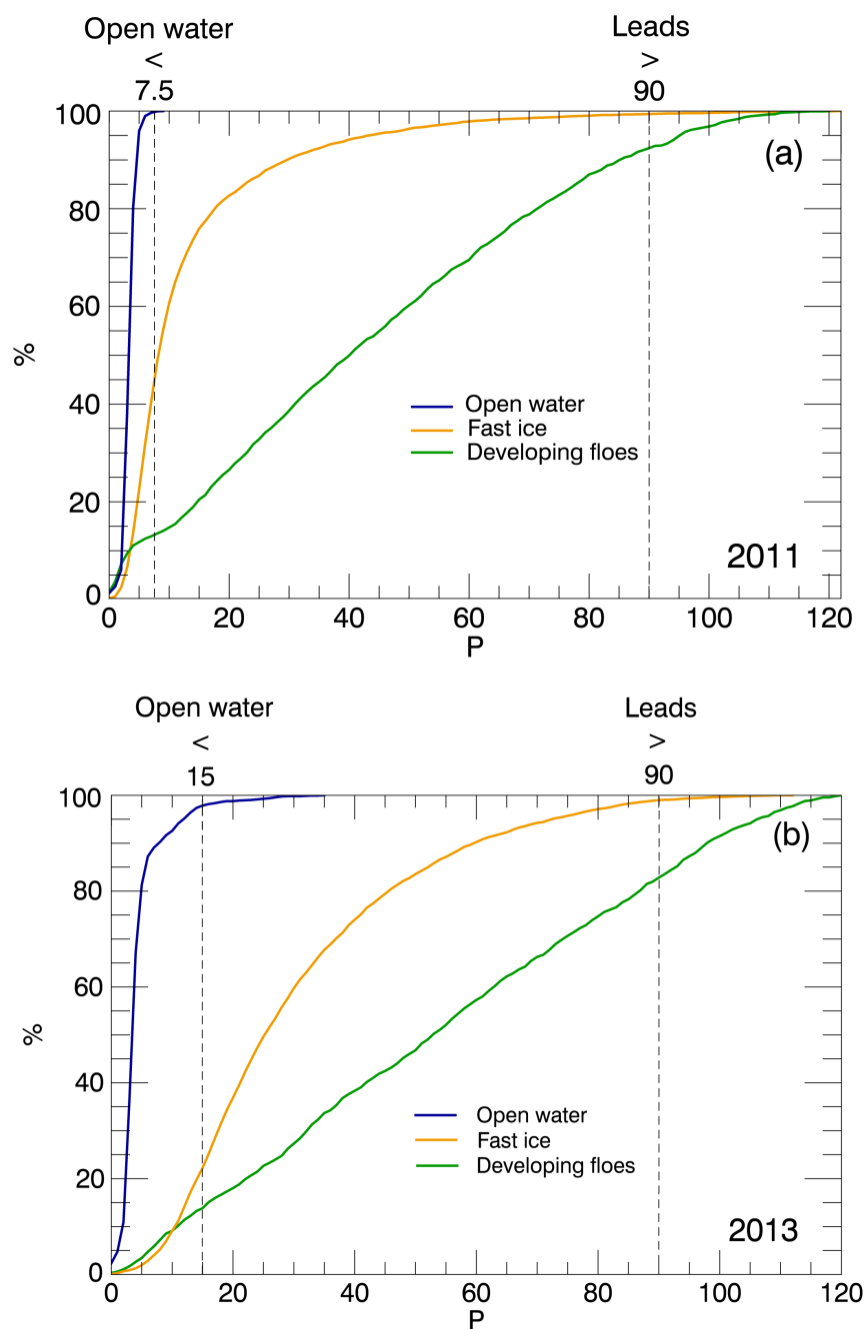 Open water Leads
< >
7.5 90
100
(a)
80
60
%
40
Open water
Fast ice
Developing floes
20
2011
0
0 20 40 60 80 100 120
P
Open water Leads
< >
15 90
100
(b)
80
60
%
40
Open water
Fast ice
Developing floes
20
2013
0
0 20 40 60 80 100 120
P